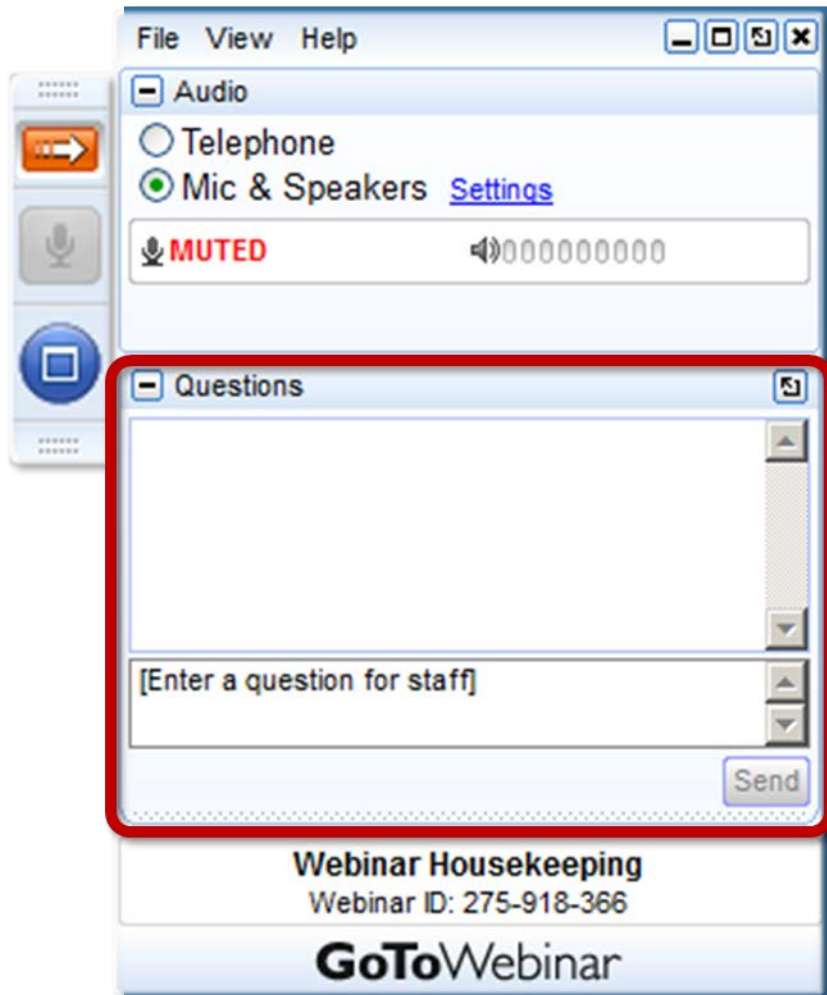 File View Help
Audio
Telephone
Mic & Speakers Settings
MUTED
Questions
[Enter a question for staff]
Send
Webinar Housekeeping
Webinar ID: 275-918-366
GoToWebinar